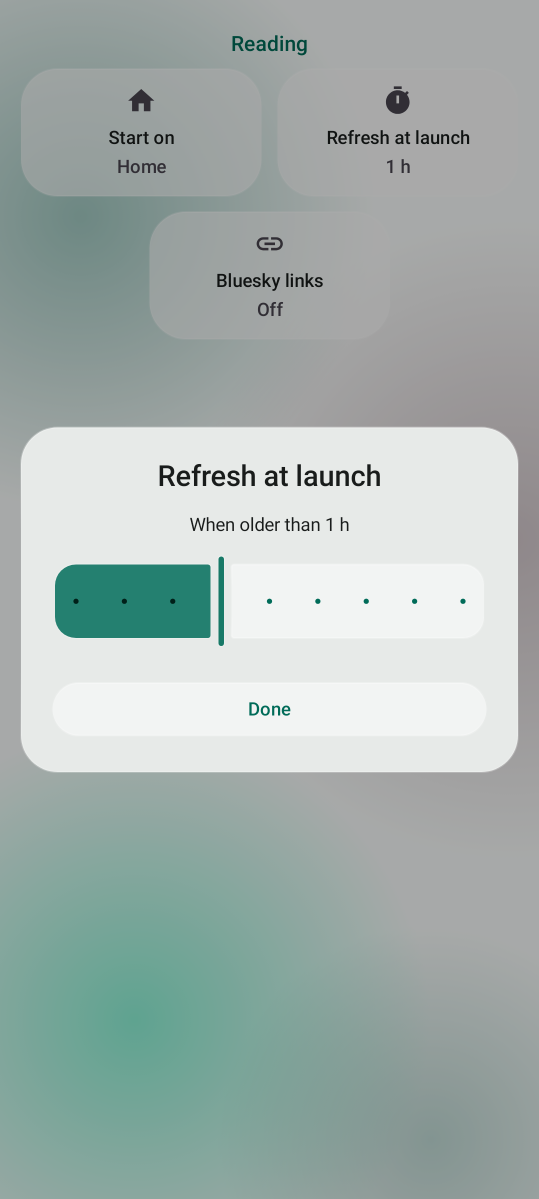 Reading
Start on
Home
Refresh at launch
1 h
Bluesky links
Off
Refresh at launch
When older than 1 h
Done